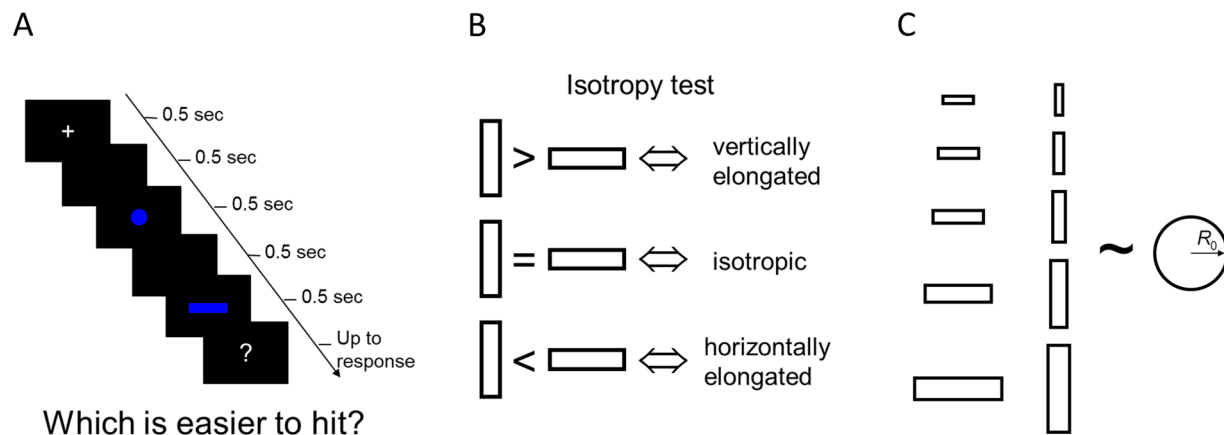 A
+
0.5 sec
0.5 sec
0.5 sec
0.5 sec
0.5 sec
Up to
response
?
Which is easier to hit?
B
Isotropy test
> ⇔ vertically
elongated
= ⇔ isotropic
< ⇔ horizontally
elongated
C
~
R₀